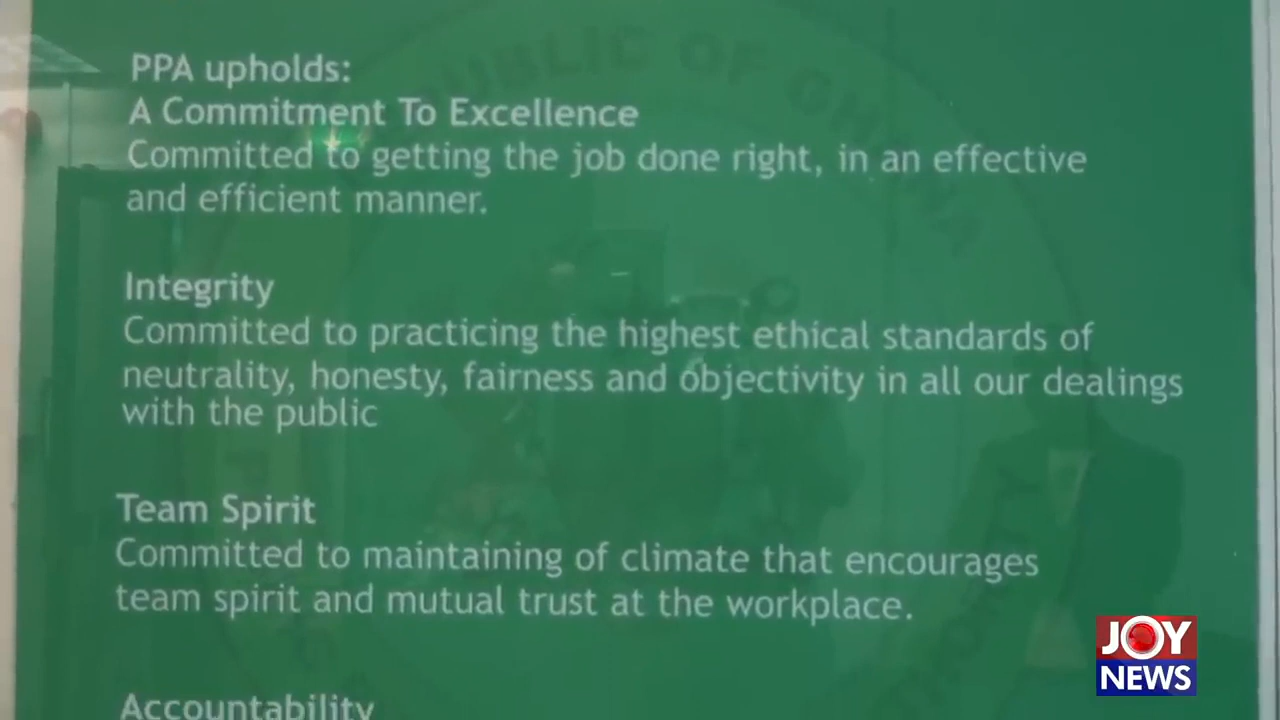 PUBLIC OF GHANA
PPA upholds:
A Commitment To Excellence
Committed to getting the job done right, in an effective
and efficient manner.
Integrity
Committed to practicing the highest ethical standards of
neutrality, honesty, fairness and objectivity in all our dealings
with the public
Team Spirit
Committed to maintaining of climate that encourages
team spirit and mutual trust at the workplace.
Accountability
JOY
NEWS